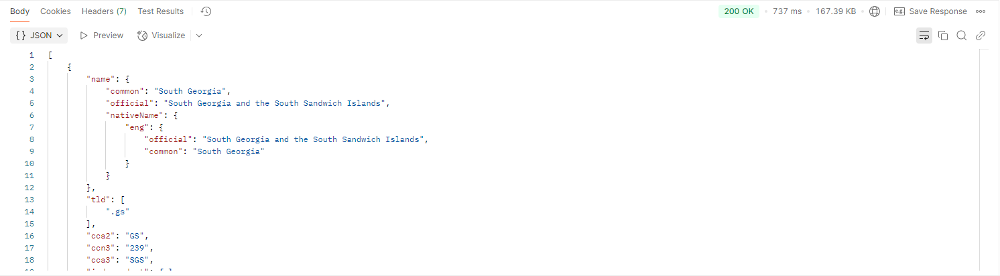 Body Cookies Headers (7) Test Results 200 OK • 737 ms • 167.39 KB e.g. Save Response
{} JSON Preview Visualize
1 [
2 {
3 "name": {
4 "common": "South Georgia",
5 "official": "South Georgia and the South Sandwich Islands",
6 "nativeName": {
7 "eng": {
8 "official": "South Georgia and the South Sandwich Islands",
9 "common": "South Georgia"
10 }
11 }
12 },
13 "tld": [
14 ".gs"
15 ],
16 "cca2": "GS",
17 "ccn3": "239",
18 "cca3": "SGS",